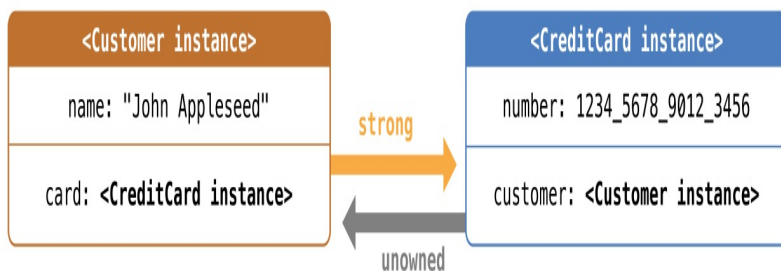 <Customer instance>
name: "John Appleseed"
card: <CreditCard instance>
strong
unowned
<CreditCard instance>
number: 1234_5678_9012_3456
customer: <Customer instance>